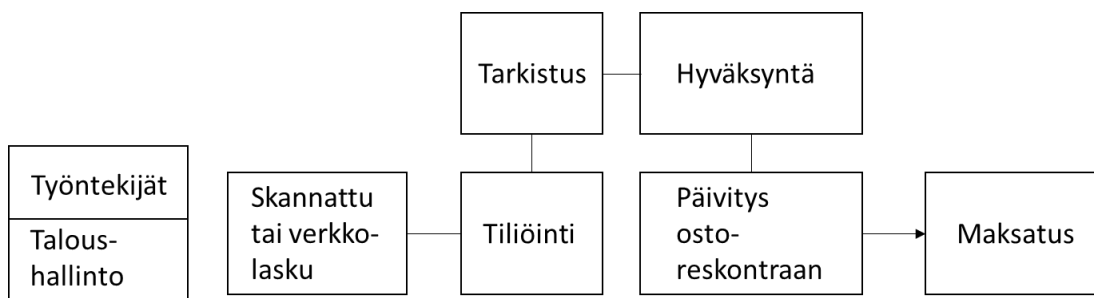 Tarkistus
Hyväksyntä
Työntekijät
Talous-
hallinto
Skannattu
tai verkko-
lasku
Tiliöinti
Päivitys
osto-
reskontraan
Maksatus